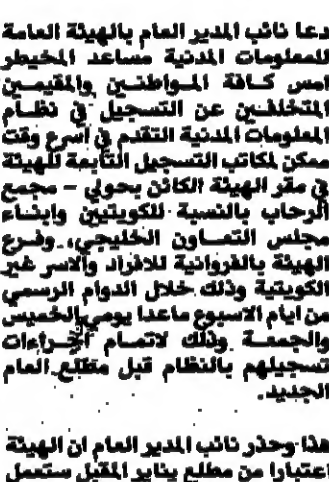 دعا نائب المدير العام بالهيئة العامة
للمعلومات المدنية مساعد المخيطر
امس كافة المواطنين والمقيمين
المتخلفين عن التسجيل في نظام
المعلومات المدنية التقدم في أسرع وقت
ممكن لمكاتب التسجيل التابعة للهيئة
في مقر الهيئة الكائن بحولي - مجمع
الرحاب بالنسبة للكويتيين وابناء
مجلس التعاون الخليجي، وفرع
الهيئة بالفروانية للافراد والاسر غير
الكويتية وذلك خلال الدوام الرسمي
من ايام الاسبوع ماعدا يومي الخميس
والجمعة وذلك لاتمام اجراءات
تسجيلهم بالنظام قبل مطلع العام
الجديد.
هذا وحذر نائب المدير العام ان الهيئة
اعتبارا من مطلع يناير المقبل ستعمل